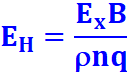 E_H = E_xB / ρnq